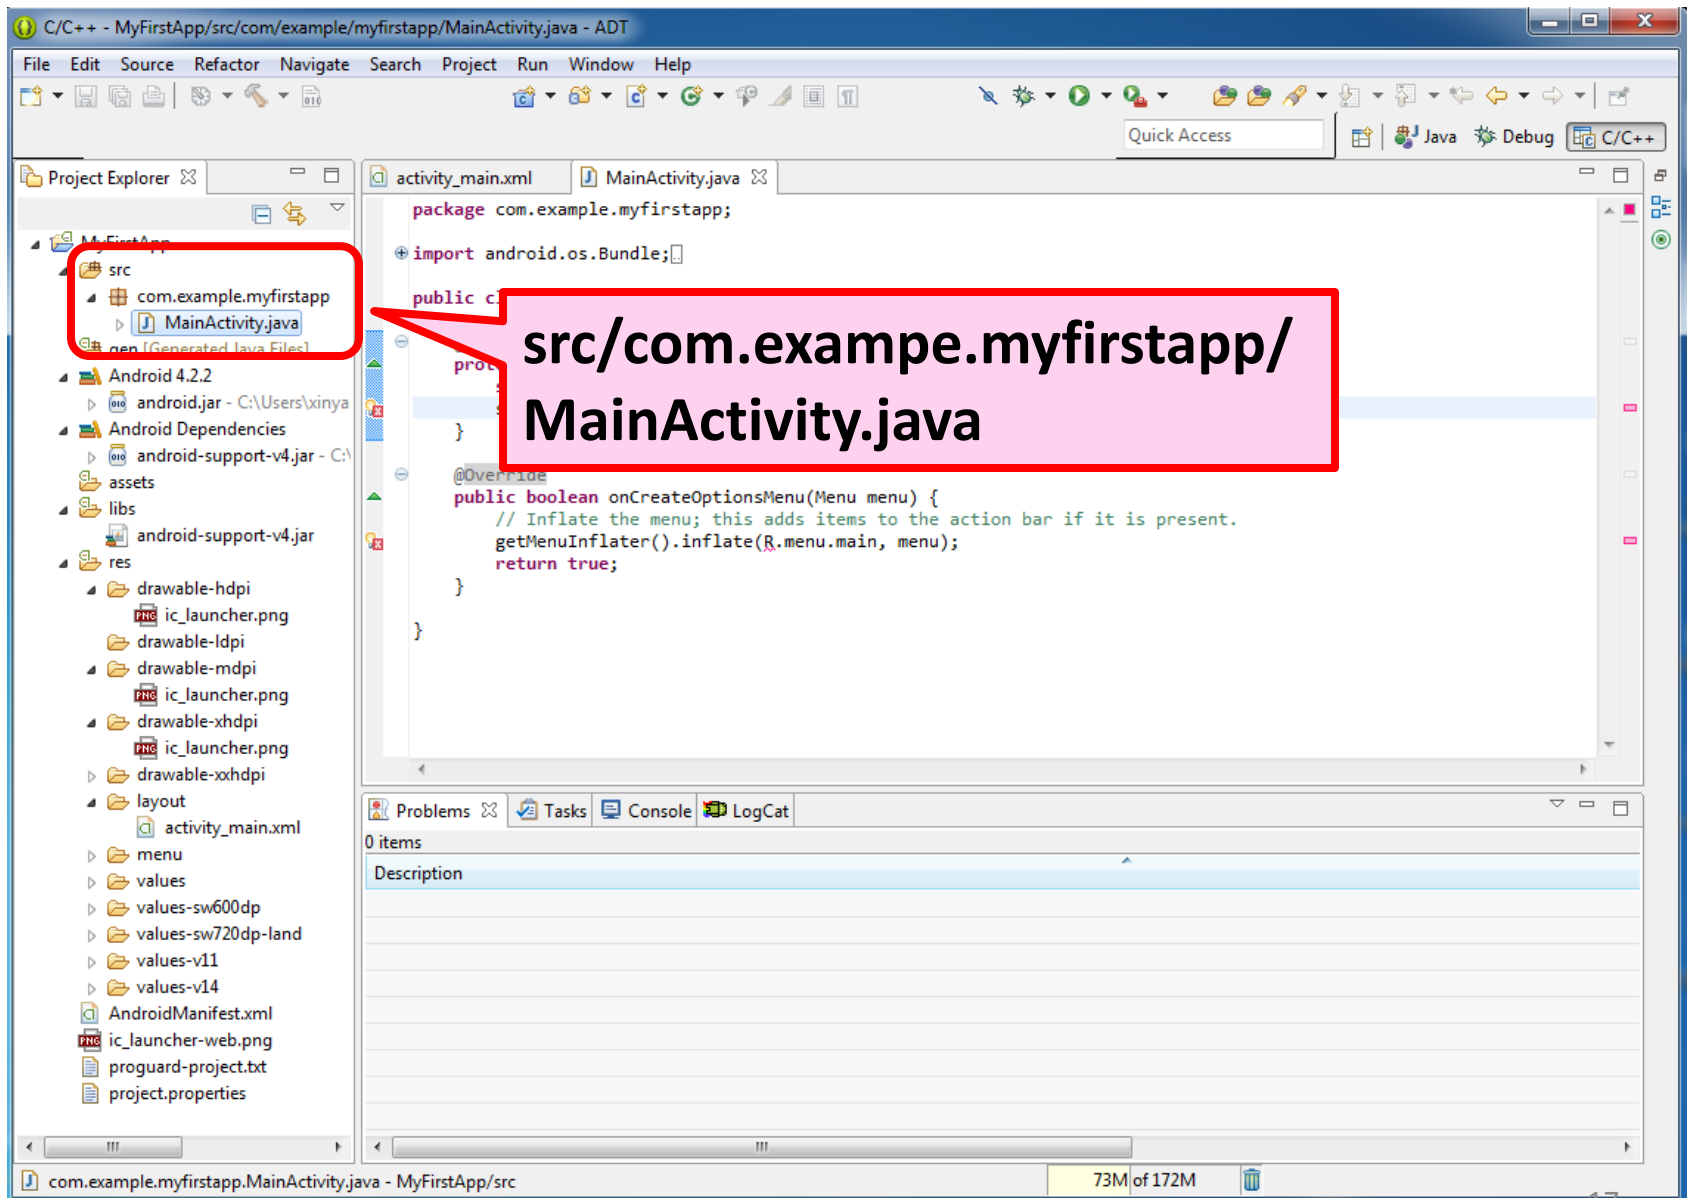 C/C++ - MyFirstApp/src/com/example/myfirstapp/MainActivity.java - ADT
File Edit Source Refactor Navigate Search Project Run Window Help
Quick Access
Java
Debug
C/C++
Project Explorer
MyFirstApp
src
com.example.myfirstapp
MainActivity.java
gen [Generated Java Files]
Android 4.2.2
android.jar - C:\Users\xinya
Android Dependencies
android-support-v4.jar - C:\
assets
libs
android-support-v4.jar
res
drawable-hdpi
ic_launcher.png
drawable-ldpi
drawable-mdpi
ic_launcher.png
drawable-xhdpi
ic_launcher.png
drawable-xxhdpi
layout
activity_main.xml
menu
values
values-sw600dp
values-sw720dp-land
values-v11
values-v14
AndroidManifest.xml
ic_launcher-web.png
proguard-project.txt
project.properties
activity_main.xml
MainActivity.java
package com.example.myfirstapp;
import android.os.Bundle;
public
src/com.exampe.myfirstapp/
MainActivity.java
}
@Override
public boolean onCreateOptionsMenu(Menu menu) {
// Inflate the menu; this adds items to the action bar if it is present.
getMenuInflater().inflate(R.menu.main, menu);
return true;
}
}
Problems
Tasks
Console
LogCat
0 items
Description
com.example.myfirstapp.MainActivity.java - MyFirstApp/src
73M of 172M